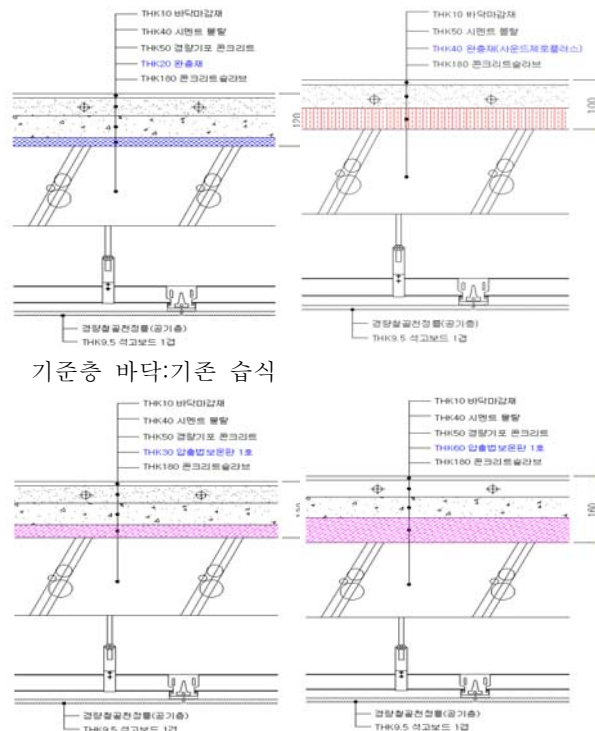 THK10 바닥마감재
THK40 시멘트 몰탈
THK50 경량기포 콘크리트
THK20 완충재
THK180 콘크리트슬라브
120
경량철골천정틀(공기층)
THK9.5 석고보드 1겹
THK10 바닥마감재
THK50 시멘트 몰탈
THK40 완충재(사운드제로플러스)
THK180 콘크리트슬라브
100
경량철골천정틀(공기층)
THK9.5 석고보드 1겹
기준층 바닥:기존 습식
THK10 바닥마감재
THK40 시멘트 몰탈
THK50 경량기포 콘크리트
THK30 압출법보온판 1호
THK180 콘크리트슬라브
경량철골천정틀(공기층)
THK9.5 석고보드 1겹
THK10 바닥마감재
THK40 시멘트 몰탈
THK50 경량기포 콘크리트
THK60 압출법보온판 1호
THK180 콘크리트슬라브
160
경량철골천정틀(공기층)
THK9.5 석고보드 1겹